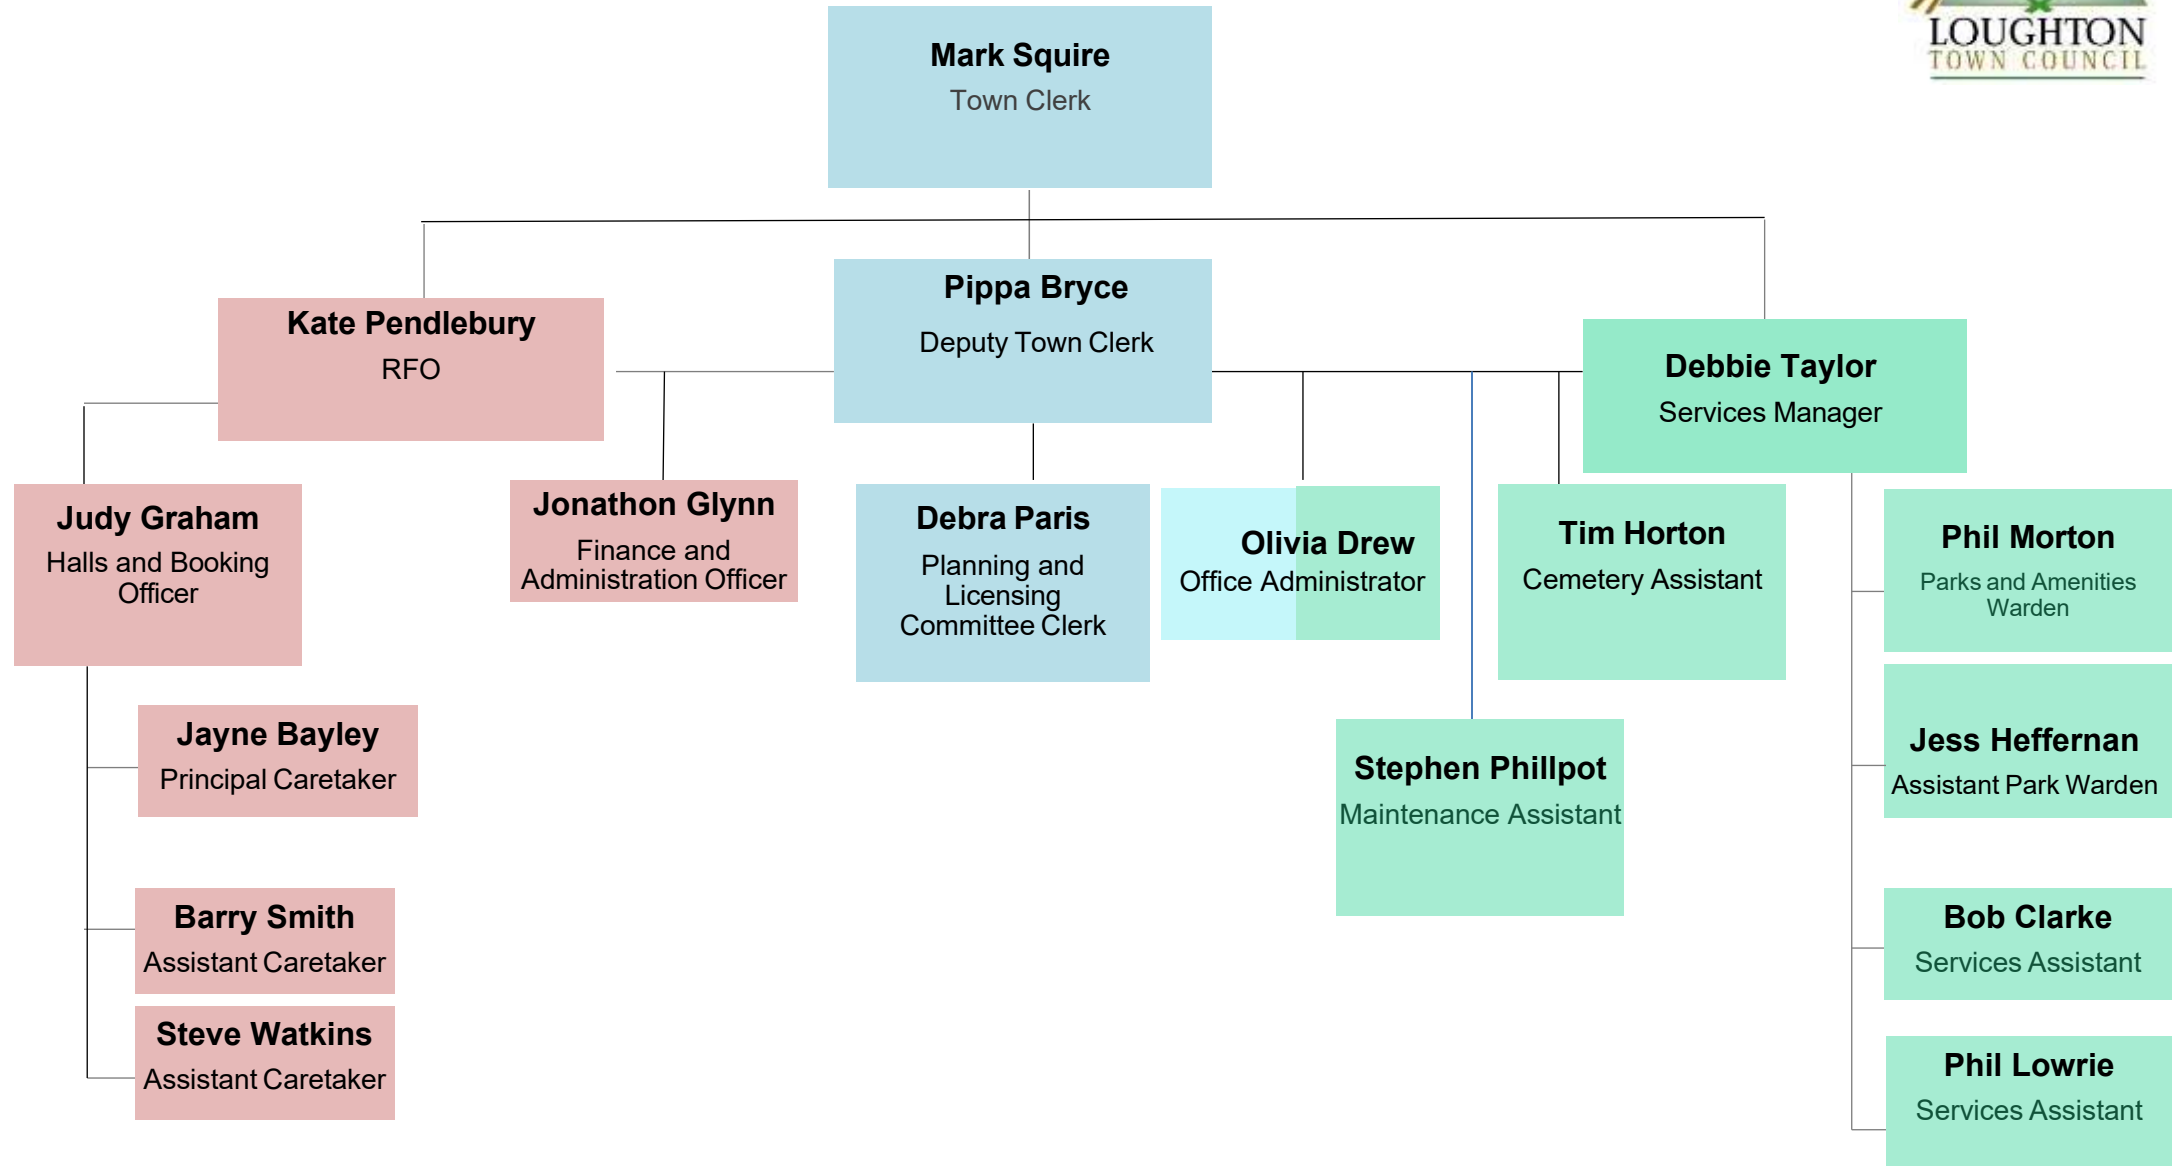 LOUGHTON
TOWN COUNCIL
Mark Squire
Town Clerk
Kate Pendlebury
RFO
Pippa Bryce
Deputy Town Clerk
Debbie Taylor
Services Manager
Judy Graham
Halls and Booking
Officer
Jonathon Glynn
Finance and
Administration Officer
Debra Paris
Planning and
Licensing
Committee Clerk
Olivia Drew
Office Administrator
Tim Horton
Cemetery Assistant
Phil Morton
Parks and Amenities
Warden
Jayne Bayley
Principal Caretaker
Stephen Phillpot
Maintenance Assistant
Jess Heffernan
Assistant Park Warden
Barry Smith
Assistant Caretaker
Bob Clarke
Services Assistant
Steve Watkins
Assistant Caretaker
Phil Lowrie
Services Assistant